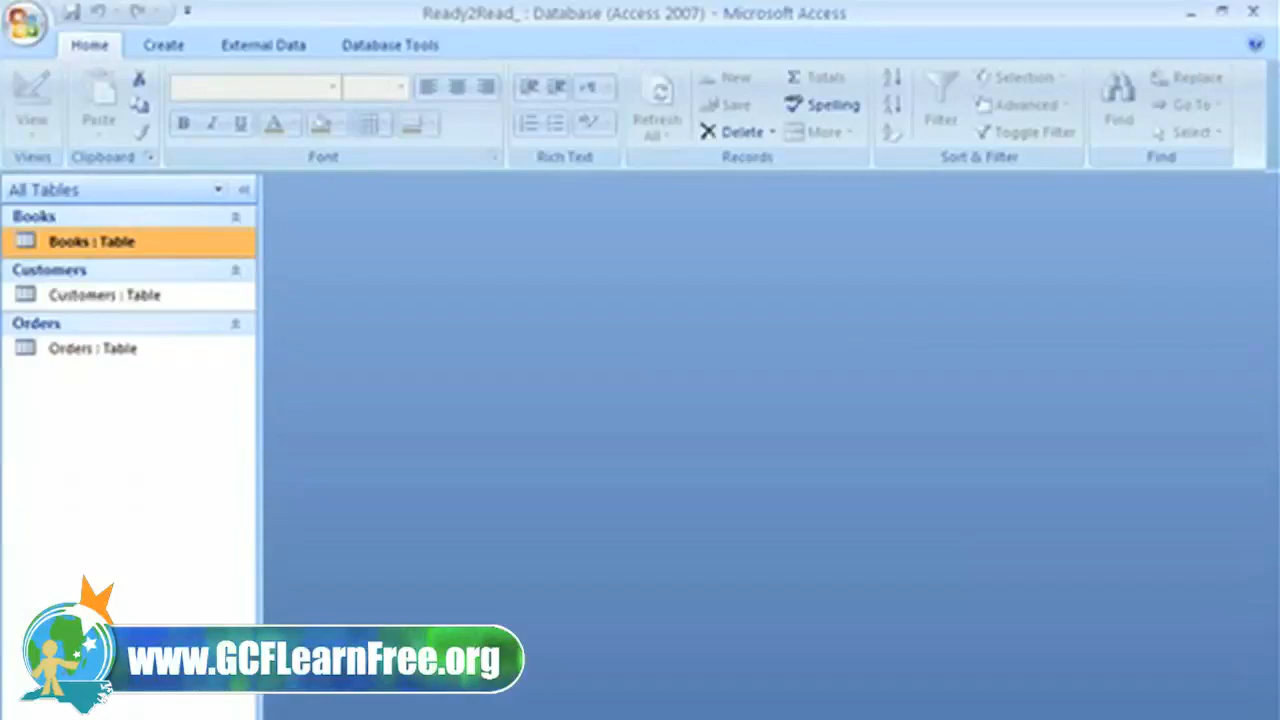 Ready2Read_ : Database (Access 2007) - Microsoft Access
Home Create External Data Database Tools
View Paste B I U A Refresh All New Save Delete Totals Spelling More Filter Selection Advanced Toggle Filter Find Replace Go To Select
Views Clipboard Font Rich Text Records Sort & Filter Find
All Tables
Books
Books : Table
Customers
Customers : Table
Orders
Orders : Table
www.GCFLearnFree.org